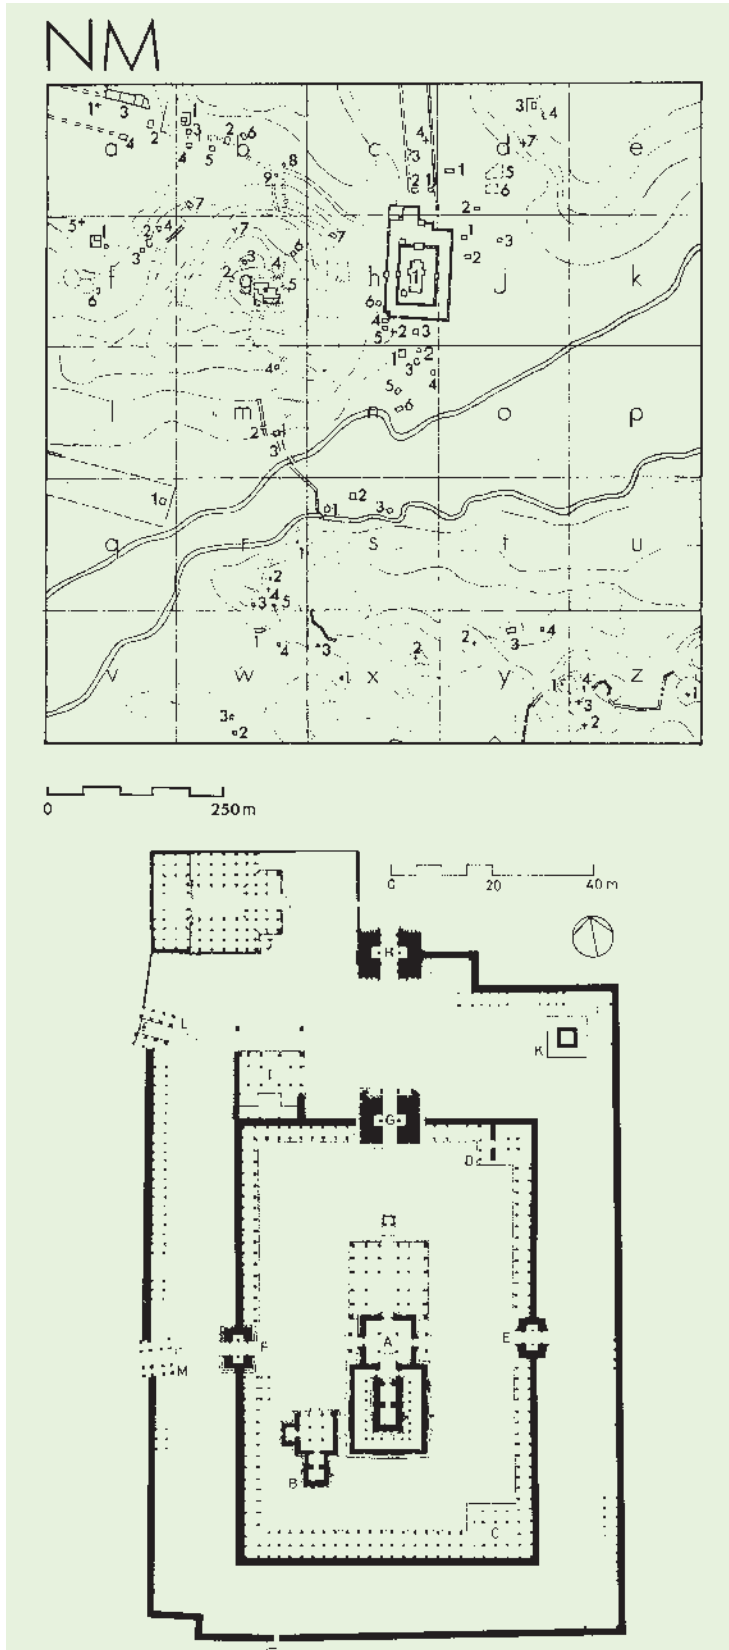 NM
1 3 2 4 a
1 3 4 5 2 6 b 8 9 7
c 4 3 2 1
3 4 d 7 1 5 6 2
e
5 1 2 4 3 f 6
7 3 2 4 g 5 6 7
h 1 6 4 5 2 3
1 3 2 j
k
l
4 m 2 3
1 2 3 4 5 n 6
o
p
1 q
r 1 2 4 3 5
1 2 3 s
t
u
v
1 4 w 3 2
3 1 x 2
2 3 4 y 1
4 z 3 2 1
0 250 m
0 20 40 m
H
L
K
I
G
D
A
E
F
M
B
C